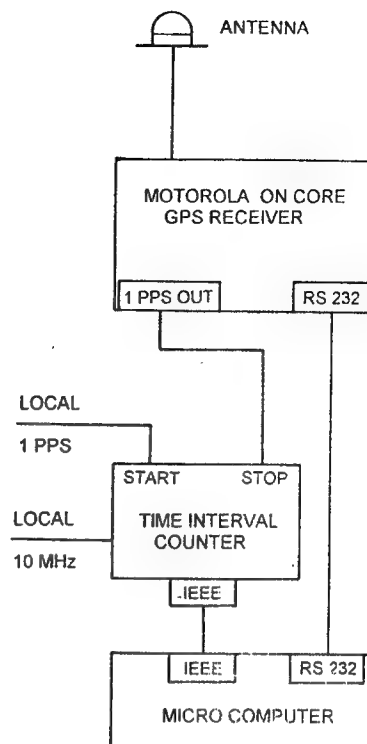 ANTENNA
MOTOROLA ON CORE
GPS RECEIVER
1 PPS OUT
RS 232
LOCAL
1 PPS
START
STOP
LOCAL
10 MHz
TIME INTERVAL
COUNTER
IEEE
IEEE
RS 232
MICRO COMPUTER